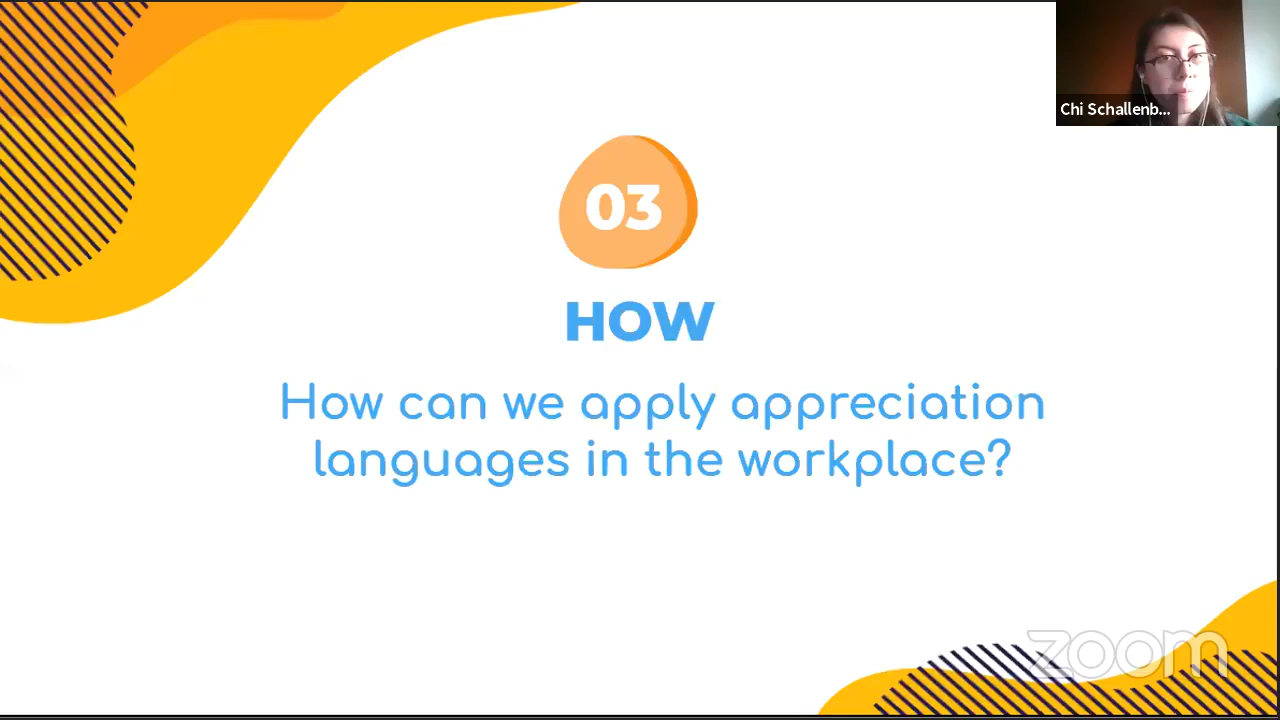 Chi Schallenb...
03
HOW
How can we apply appreciation
languages in the workplace?
zoom